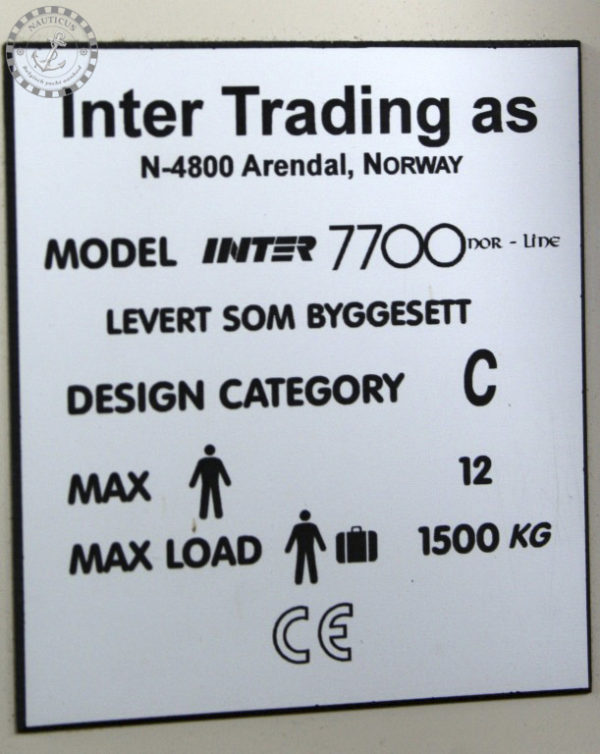 NAUTICUS
Inter Trading as
N-4800 Arendal, NORWAY
MODEL INTER 7700 nor - line
LEVERT SOM BYGGESETT
DESIGN CATEGORY C
MAX 12
MAX LOAD 1500 KG
CE